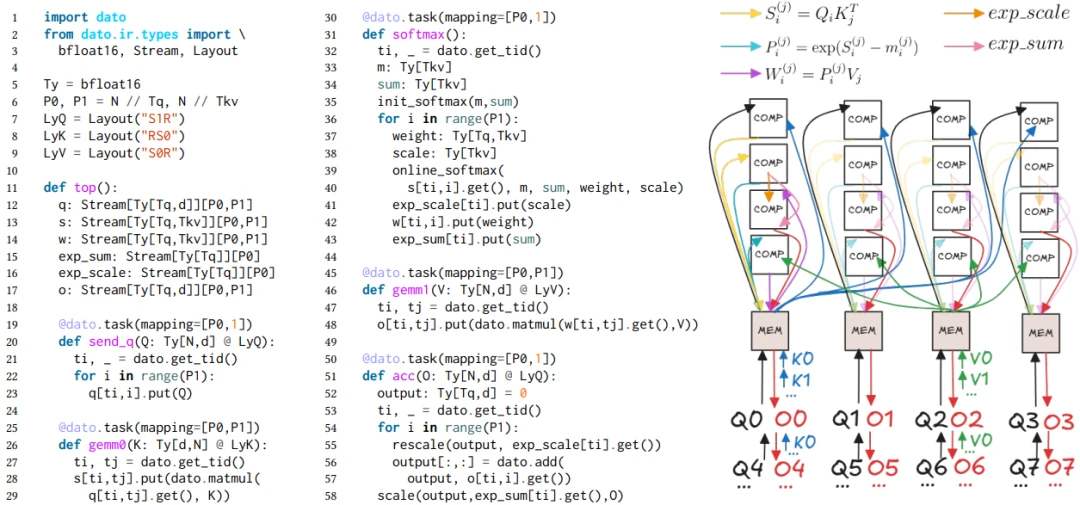 1 import dato
2 from dato.ir.types import \
3 bfloat16, Stream, Layout
4
5 Ty = bfloat16
6 P0, P1 = N // Tq, N // Tkv
7 LyQ = Layout("S1R")
8 LyK = Layout("RS0")
9 LyV = Layout("S0R")
10
11 def top():
12 q: Stream[Ty[Tq,d]][P0,P1]
13 s: Stream[Ty[Tq,Tkv]][P0,P1]
14 w: Stream[Ty[Tq,Tkv]][P0,P1]
15 exp_sum: Stream[Ty[Tq]][P0]
16 exp_scale: Stream[Ty[Tq]][P0]
17 o: Stream[Ty[Tq,d]][P0,P1]
18
19 @dato.task(mapping=[P0,1])
20 def send_q(Q: Ty[N,d] @ LyQ):
21 ti, _ = dato.get_tid()
22 for i in range(P1):
23 q[ti,i].put(Q)
24
25 @dato.task(mapping=[P0,P1])
26 def gemm0(K: Ty[d,N] @ LyK):
27 ti, tj = dato.get_tid()
28 s[ti,tj].put(dato.matmul(
29 q[ti,tj].get(), K))
30 @dato.task(mapping=[P0,1])
31 def softmax():
32 ti, _ = dato.get_tid()
33 m: Ty[Tkv]
34 sum: Ty[Tkv]
35 init_softmax(m,sum)
36 for i in range(P1):
37 weight: Ty[Tq,Tkv]
38 scale: Ty[Tkv]
39 online_softmax(
40 s[ti,i].get(), m, sum, weight, scale)
41 exp_scale[ti].put(scale)
42 w[ti,i].put(weight)
43 exp_sum[ti].put(sum)
44
45 @dato.task(mapping=[P0,P1])
46 def gemm1(V: Ty[N,d] @ LyV):
47 ti, tj = dato.get_tid()
48 o[ti,tj].put(dato.matmul(w[ti,tj].get(),V))
49
50 @dato.task(mapping=[P0,1])
51 def acc(O: Ty[N,d] @ LyQ):
52 output: Ty[Tq,d] = 0
53 ti, _ = dato.get_tid()
54 for i in range(P1):
55 rescale(output, exp_scale[ti].get())
56 output[:,:] = dato.add(
57 output, o[ti,i].get())
58 scale(output,exp_sum[ti].get(),O)
S_i^{(j)} = Q_i K_j^T
exp_scale
P_i^{(j)} = exp(S_i^{(j)} − m_i^{(j)})
exp_sum
W_i^{(j)} = P_i^{(j)} V_j
COMP COMP COMP COMP
COMP COMP COMP COMP
COMP COMP COMP COMP
COMP COMP COMP COMP
MEM MEM MEM MEM
K0 V0
K1 V1
... ...
Q0 O0 Q1 O1 Q2 O2 Q3 O3
K0 V0
... ...
Q4 O4 Q5 O5 Q6 O6 Q7 O7
... ... ... ...